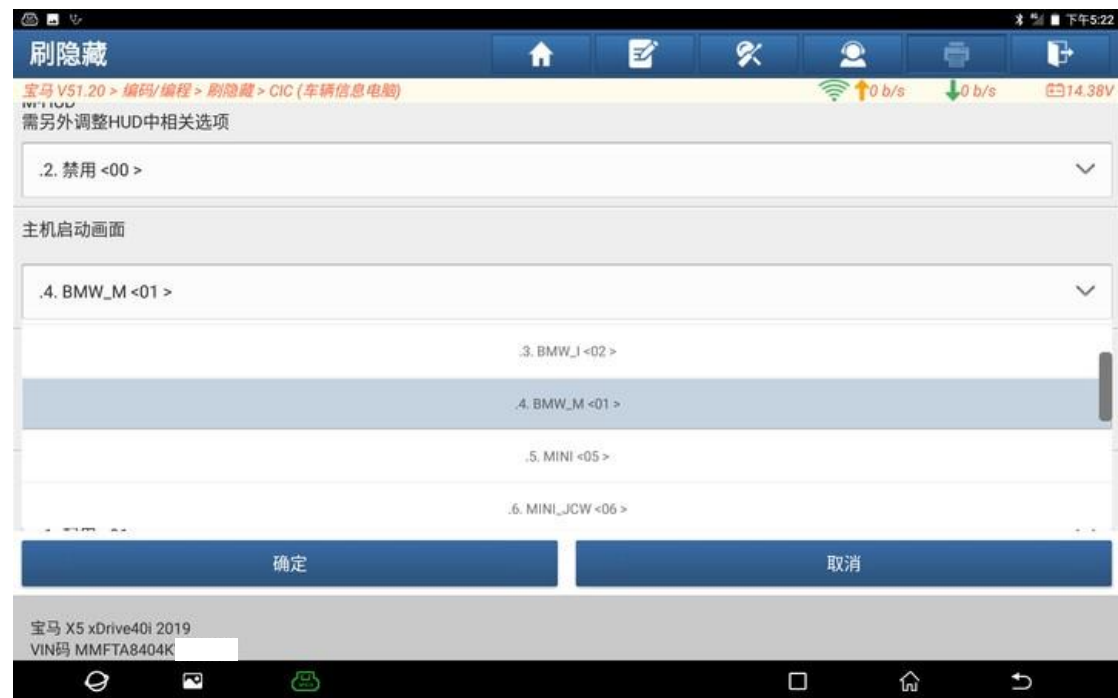 下午5:22
刷隐藏
宝马 V51.20 > 编码/编程 > 刷隐藏 > CIC (车辆信息电脑)
0 b/s
0 b/s
14.38V
M-HUD
需另外调整HUD中相关选项
.2. 禁用 <00 >
主机启动画面
.4. BMW_M <01 >
.3. BMW_I <02 >
.4. BMW_M <01 >
.5. MINI <05 >
.6. MINI_JCW <06 >
确定
取消
宝马 X5 xDrive40i 2019
VIN码 MMFTA8404K